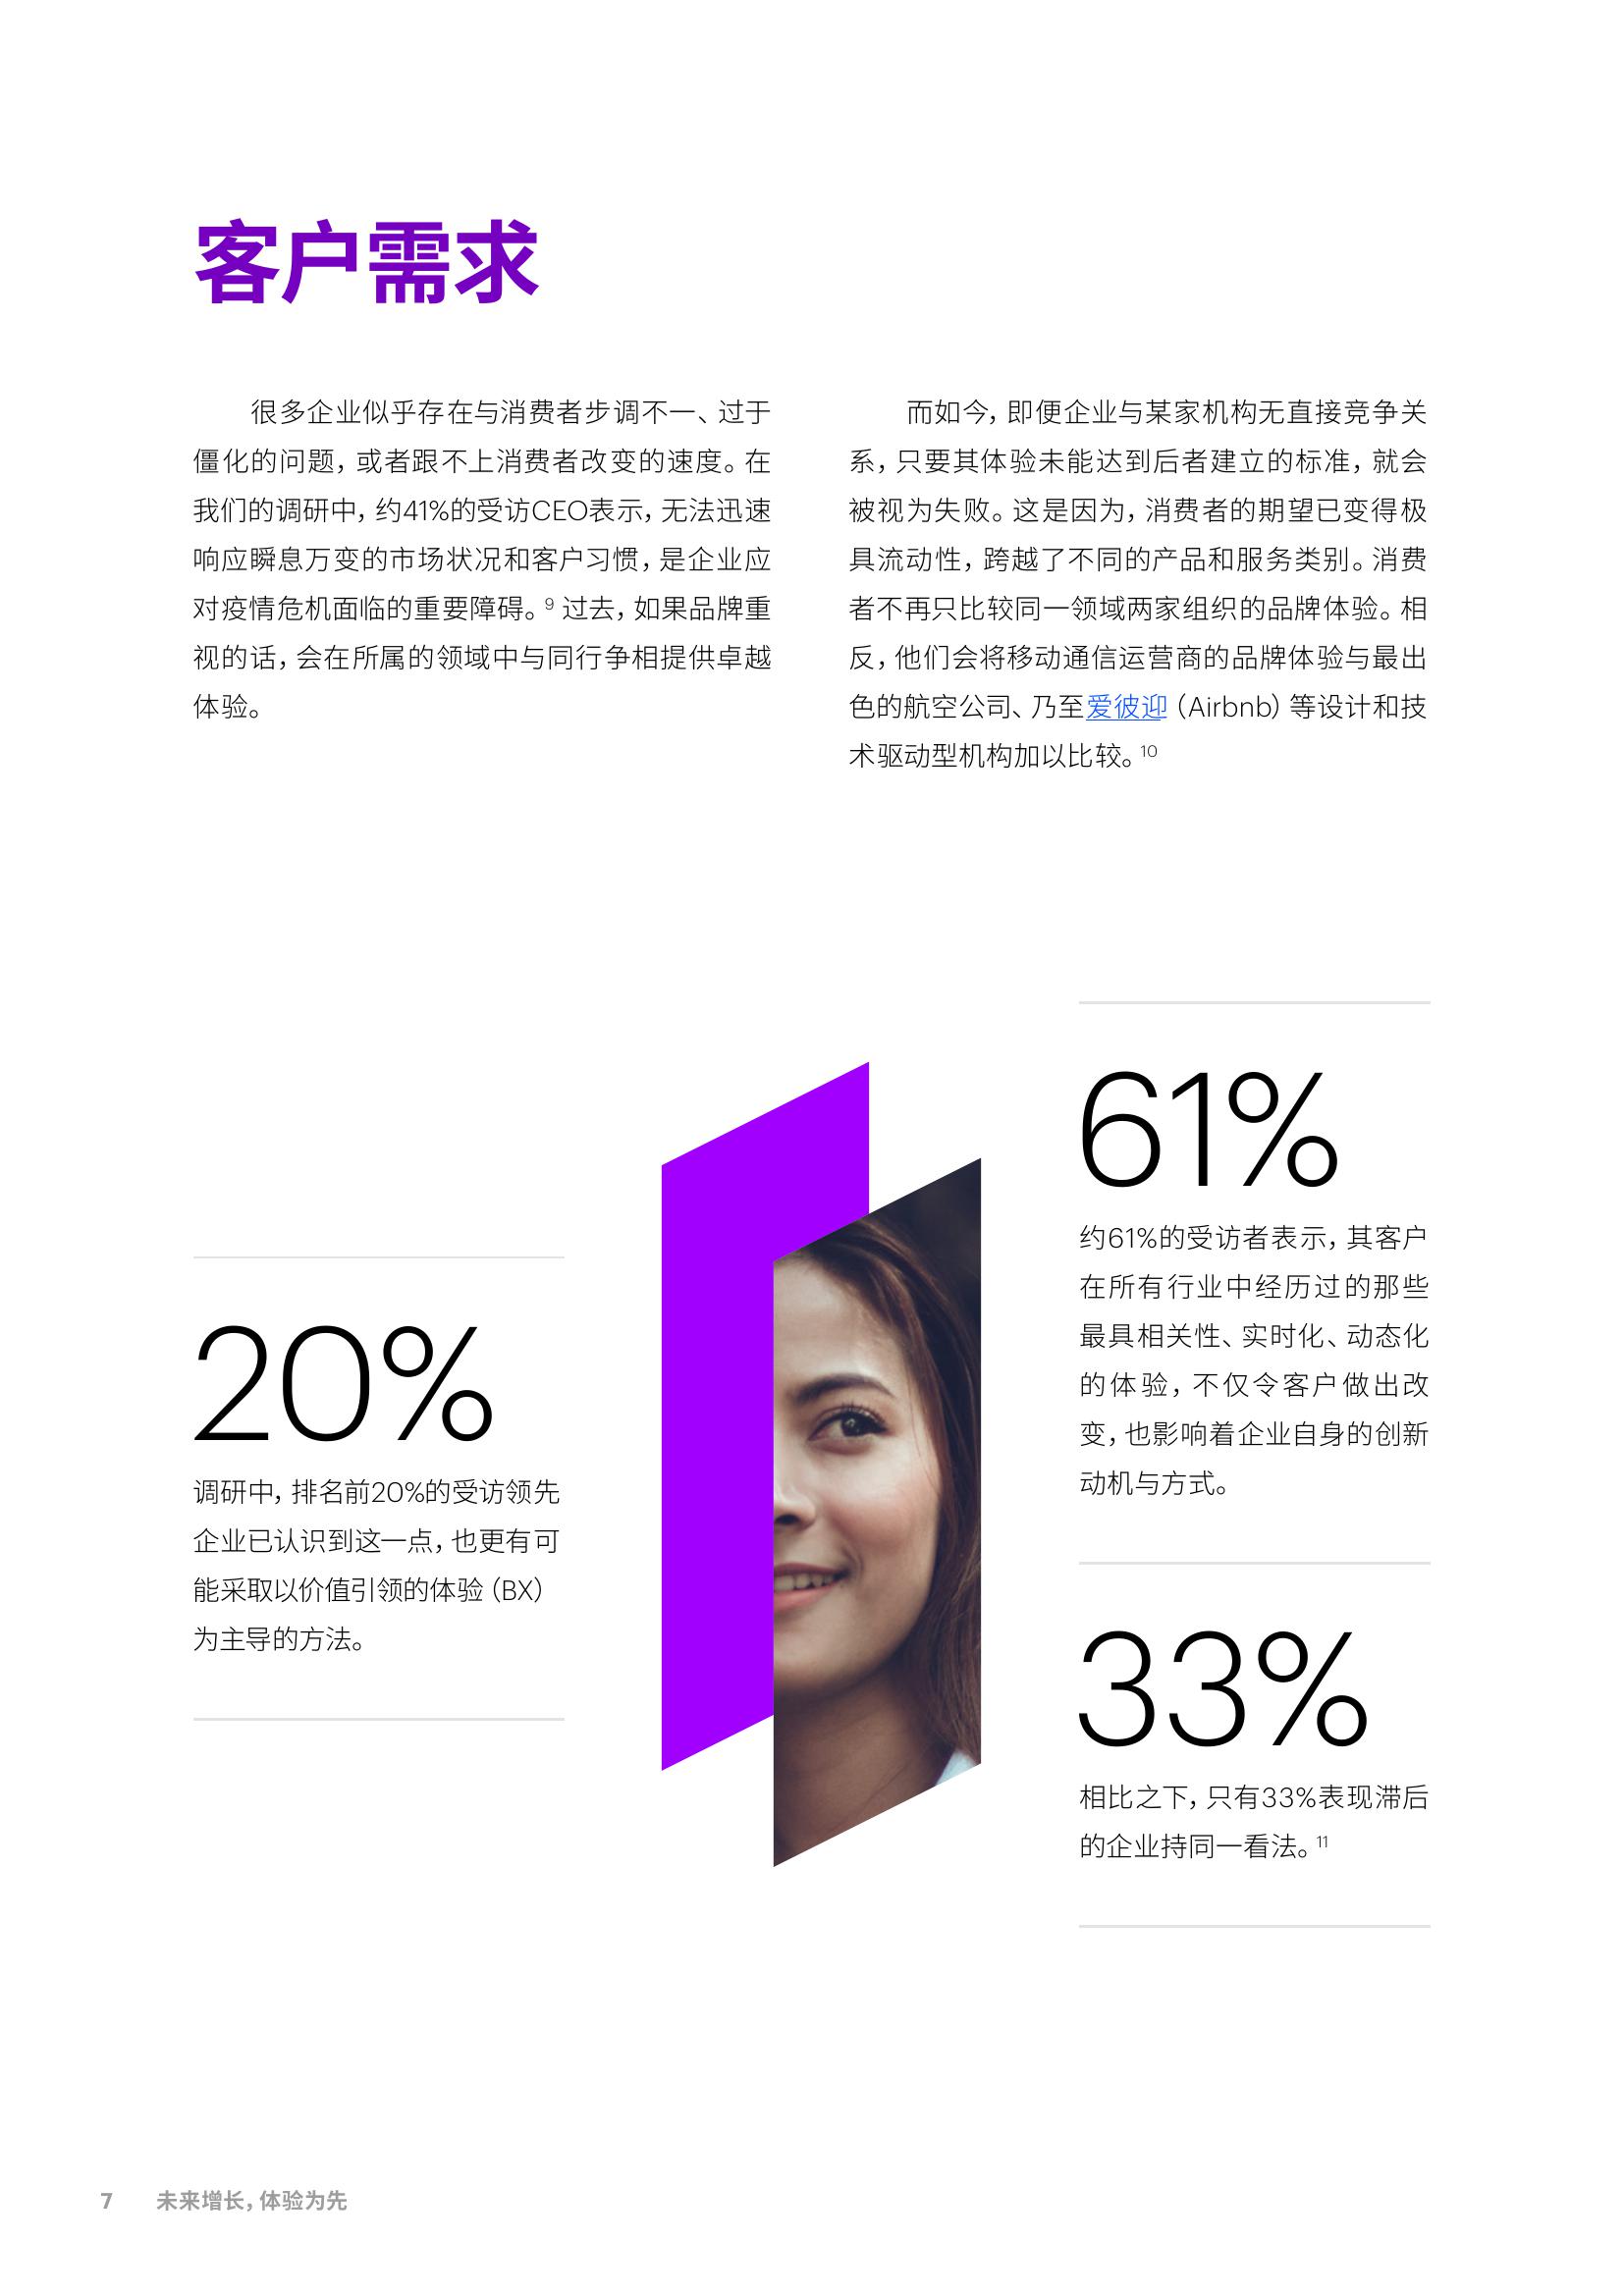 客户需求
很多企业似乎存在与消费者步调不一、过于
僵化的问题，或者跟不上消费者改变的速度。在
我们的调研中，约41%的受访CEO表示，无法迅速
响应瞬息万变的市场状况和客户习惯，是企业应
对疫情危机面临的重要障碍。⁹ 过去，如果品牌重
视的话，会在所属的领域中与同行争相提供卓越
体验。
而如今，即便企业与某家机构无直接竞争关
系，只要其体验未能达到后者建立的标准，就会
被视为失败。这是因为，消费者的期望已变得极
具流动性，跨越了不同的产品和服务类别。消费
者不再只比较同一领域两家组织的品牌体验。相
反，他们会将移动通信运营商的品牌体验与最出
色的航空公司、乃至爱彼迎（Airbnb）等设计和技
术驱动型机构加以比较。¹⁰
20%
调研中，排名前20%的受访领先
企业已认识到这一点，也更有可
能采取以价值引领的体验（BX）
为主导的方法。
61%
约61%的受访者表示，其客户
在所有行业中经历过的那些
最具相关性、实时化、动态化
的体验，不仅令客户做出改
变，也影响着企业自身的创新
动机与方式。
33%
相比之下，只有33%表现滞后
的企业持同一看法。¹¹
7 未来增长，体验为先